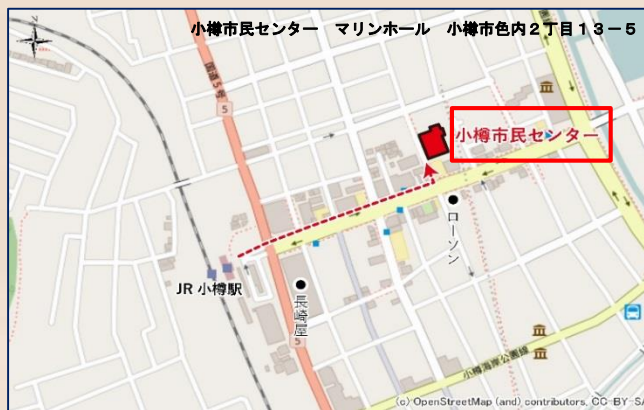 小樽市民センター　マリンホール　小樽市色内２丁目１３－５
国道5号
5
小樽市民センター
ローソン
JR 小樽駅
長崎屋
5
小樽海岸公園線
(c) OpenStreetMap (and) contributors, CC-BY-SA